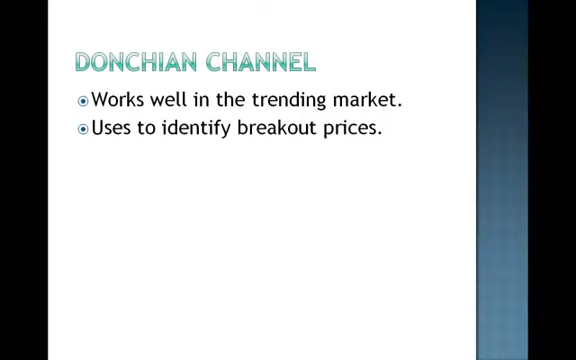 DONCHIAN CHANNEL
Works well in the trending market.
Uses to identify breakout prices.